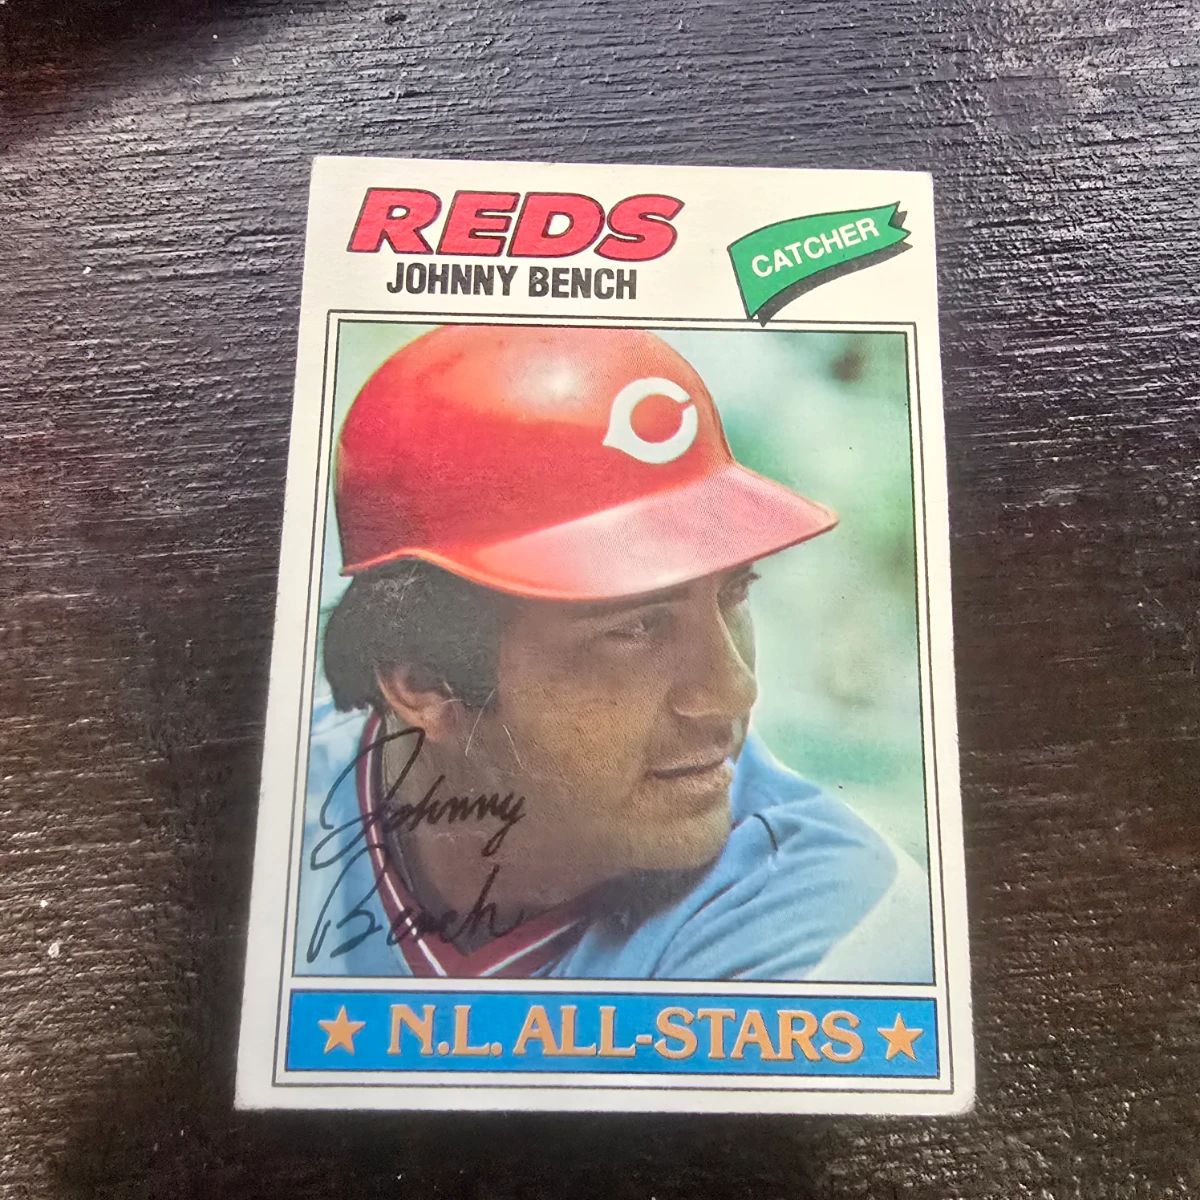 REDS
JOHNNY BENCH
CATCHER
Johnny
Bench
★ N.L. ALL-STARS ★